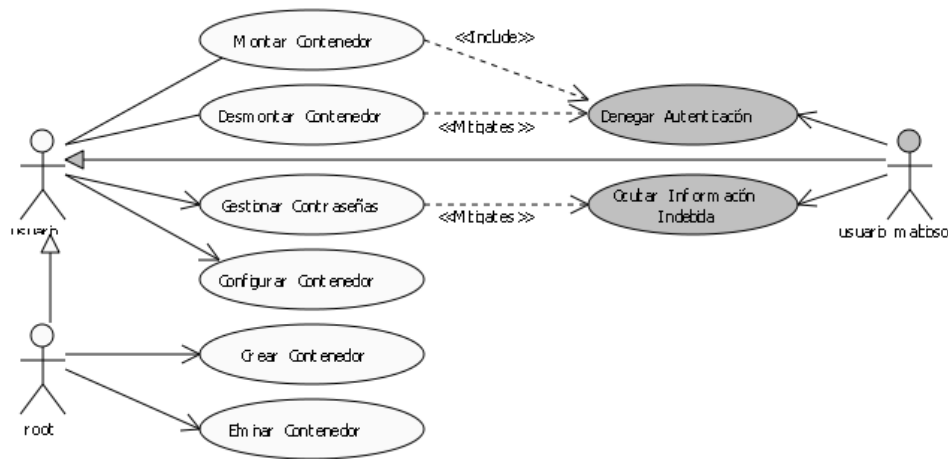 Montar Contenedor
<<Include>>
Desmontar Contenedor
<<Mitigates>>
Denegar Autenticación
Gestionar Contraseñas
<<Mitigates>>
Ocultar Información
Indebida
usuario
usuario malicioso
Configurar Contenedor
Crear Contenedor
root
Eliminar Contenedor